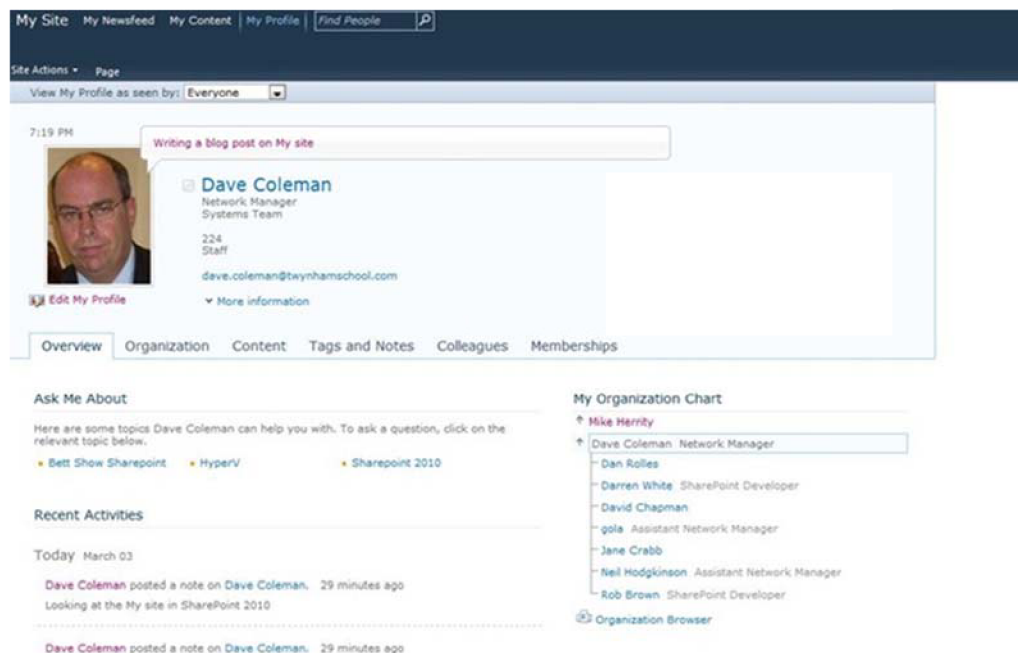 My Site My Newsfeed My Content My Profile Find People
Site Actions Page
View My Profile as seen by: Everyone
7:19 PM
Writing a blog post on My site
Dave Coleman
Network Manager
Systems Team
224
Staff
dave.coleman@twynhamschool.com
Edit My Profile
More information
Overview Organization Content Tags and Notes Colleagues Memberships
Ask Me About
Here are some topics Dave Coleman can help you with. To ask a question, click on the
relevant topic below.
Bett Show Sharepoint
HyperV
Sharepoint 2010
Recent Activities
Today March 03
Dave Coleman posted a note on Dave Coleman. 29 minutes ago
Looking at the My site in SharePoint 2010
Dave Coleman posted a note on Dave Coleman. 29 minutes ago
My Organization Chart
Mike Herrity
Dave Coleman Network Manager
Dan Rolles
Darren White SharePoint Developer
David Chapman
gola Assistant Network Manager
Jane Crabb
Neil Hodgkinson Assistant Network Manager
Rob Brown SharePoint Developer
Organization Browser